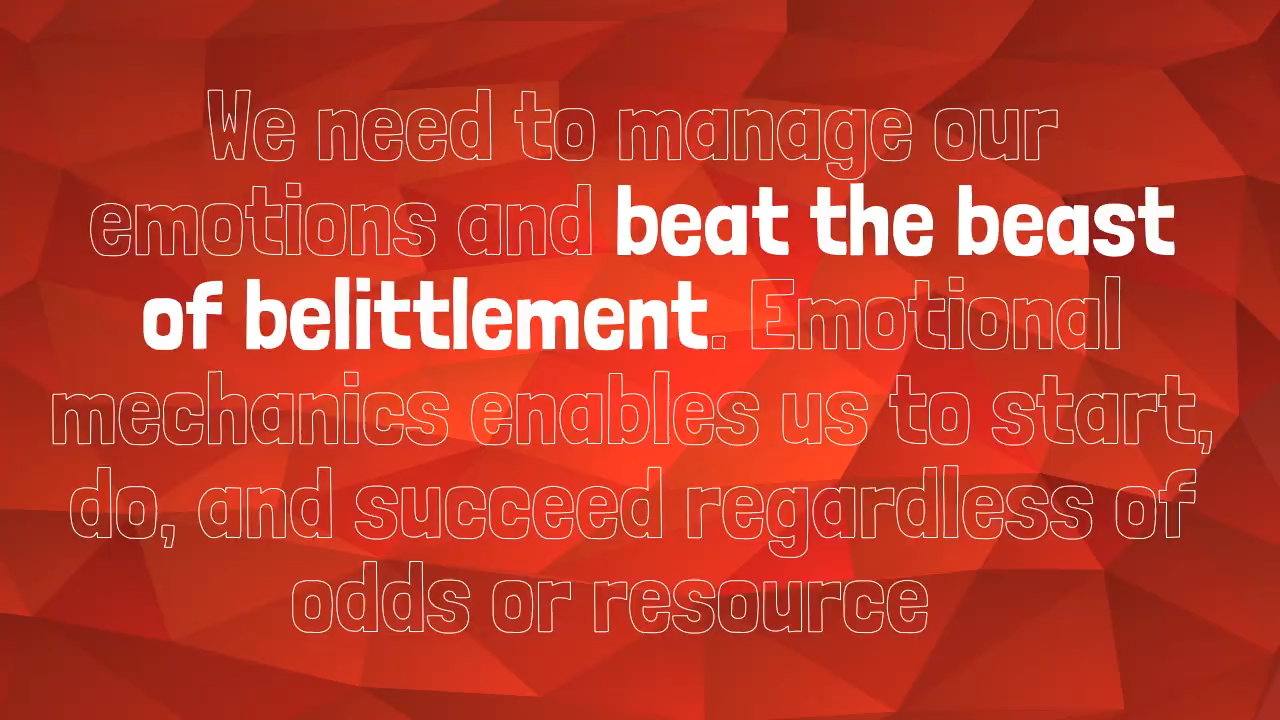 We need to manage our
emotions and beat the beast
of belittlement. Emotional
mechanics enables us to start,
do, and succeed regardless of
odds or resource